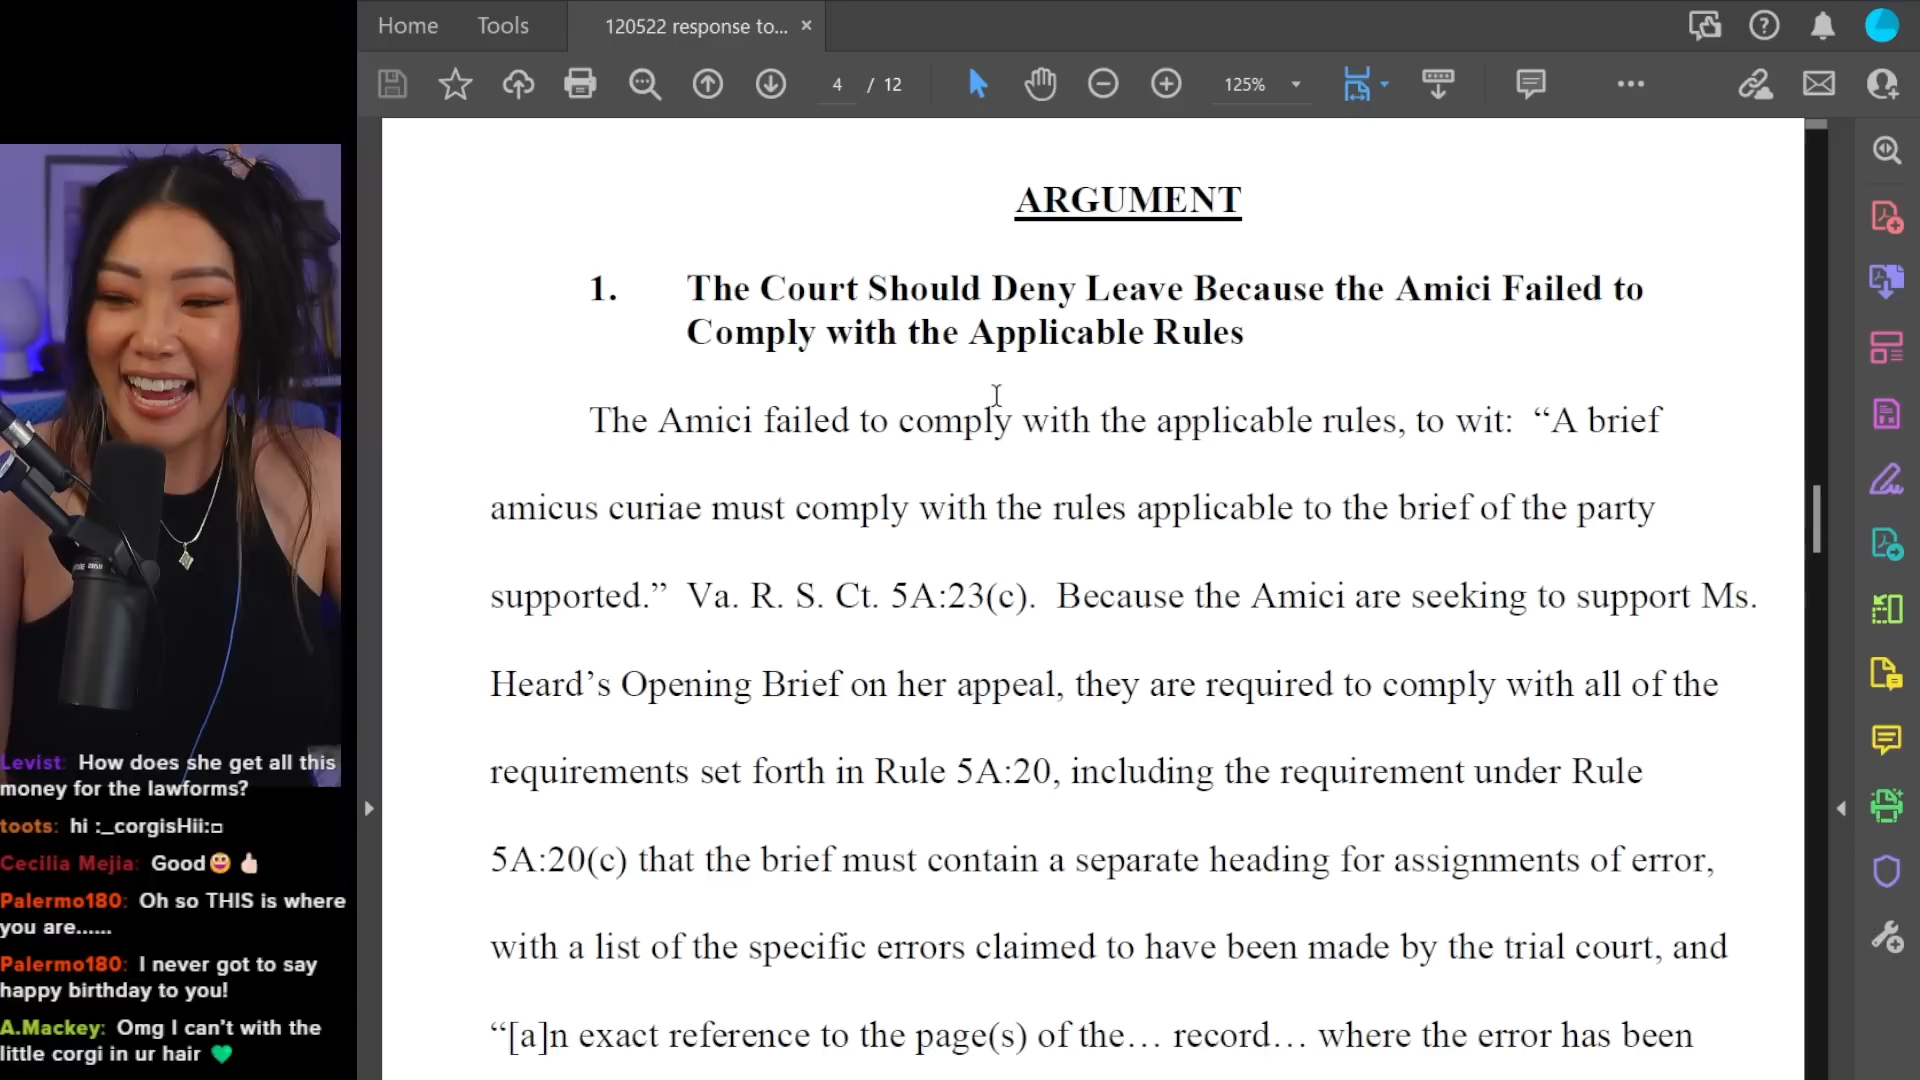 Home
Tools
120522 response to...
4 / 12
125%
ARGUMENT
1. The Court Should Deny Leave Because the Amici Failed to
Comply with the Applicable Rules
The Amici failed to comply with the applicable rules, to wit: “A brief
amicus curiae must comply with the rules applicable to the brief of the party
supported.” Va. R. S. Ct. 5A:23(c). Because the Amici are seeking to support Ms.
Heard’s Opening Brief on her appeal, they are required to comply with all of the
requirements set forth in Rule 5A:20, including the requirement under Rule
5A:20(c) that the brief must contain a separate heading for assignments of error,
with a list of the specific errors claimed to have been made by the trial court, and
“[a]n exact reference to the page(s) of the… record… where the error has been
Levist: How does she get all this
money for the lawforms?
toots: hi :_corgisHii:□
Cecilia Mejia: Good😃 👍🏻
Palermo180: Oh so THIS is where
you are......
Palermo180: I never got to say
happy birthday to you!
A.Mackey: Omg I can’t with the
little corgi in ur hair 💚